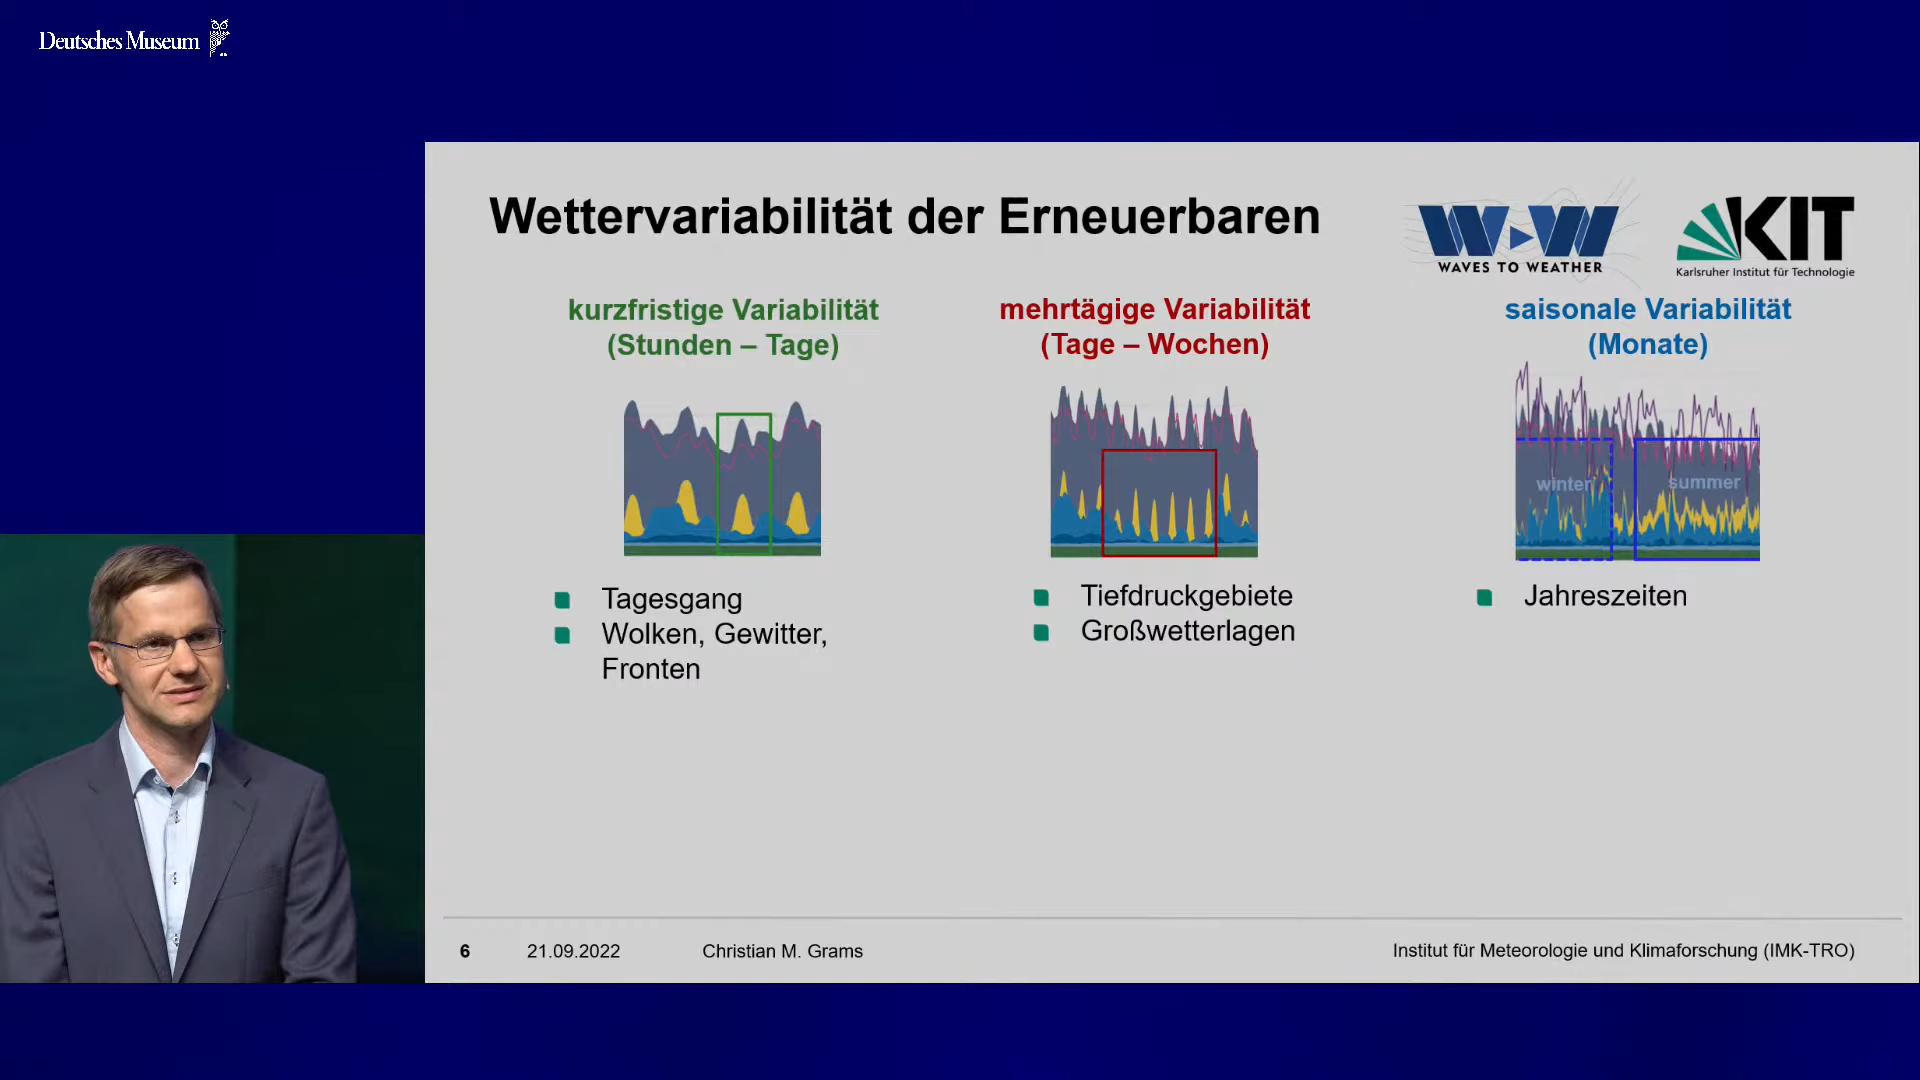 Deutsches Museum
Wettervariabilität der Erneuerbaren
WAVES TO WEATHER
KIT
Karlsruher Institut für Technologie
kurzfristige Variabilität
(Stunden – Tage)
Tagesgang
Wolken, Gewitter,
Fronten
mehrtägige Variabilität
(Tage – Wochen)
Tiefdruckgebiete
Großwetterlagen
saisonale Variabilität
(Monate)
winter
summer
Jahreszeiten
6
21.09.2022
Christian M. Grams
Institut für Meteorologie und Klimaforschung (IMK-TRO)